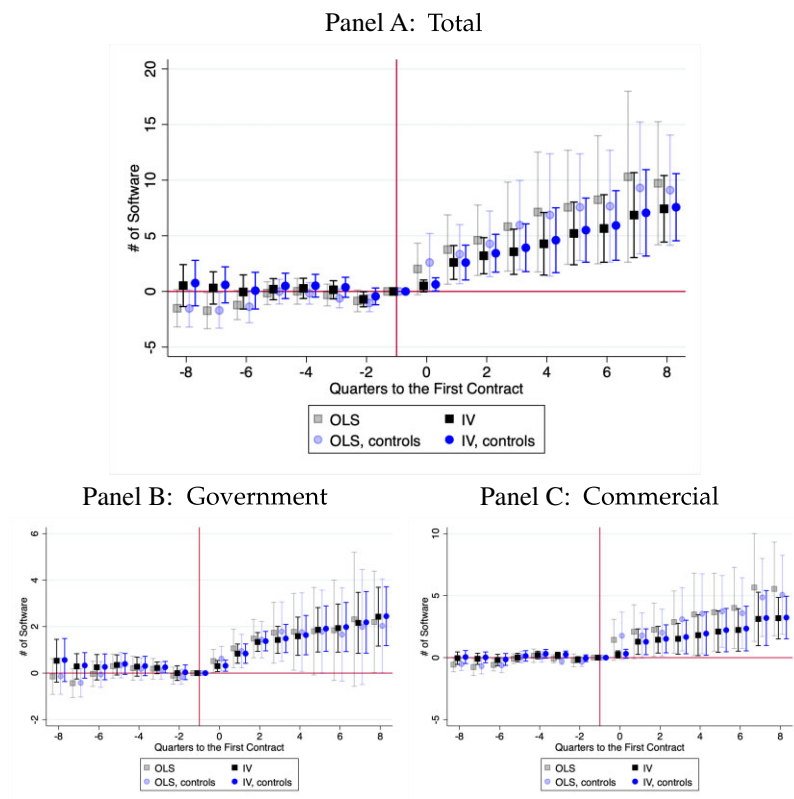 Panel A: Total
20
15
10
5
0
-5
# of Software
-8 -6 -4 -2 0 2 4 6 8
Quarters to the First Contract
OLS IV
OLS, controls IV, controls
Panel B: Government
6
4
2
0
-2
# of Software
-8 -6 -4 -2 0 2 4 6 8
Quarters to the First Contract
OLS IV
OLS, controls IV, controls
Panel C: Commercial
10
5
0
-5
# of Software
-8 -6 -4 -2 0 2 4 6 8
Quarters to the First Contract
OLS IV
OLS, controls IV, controls